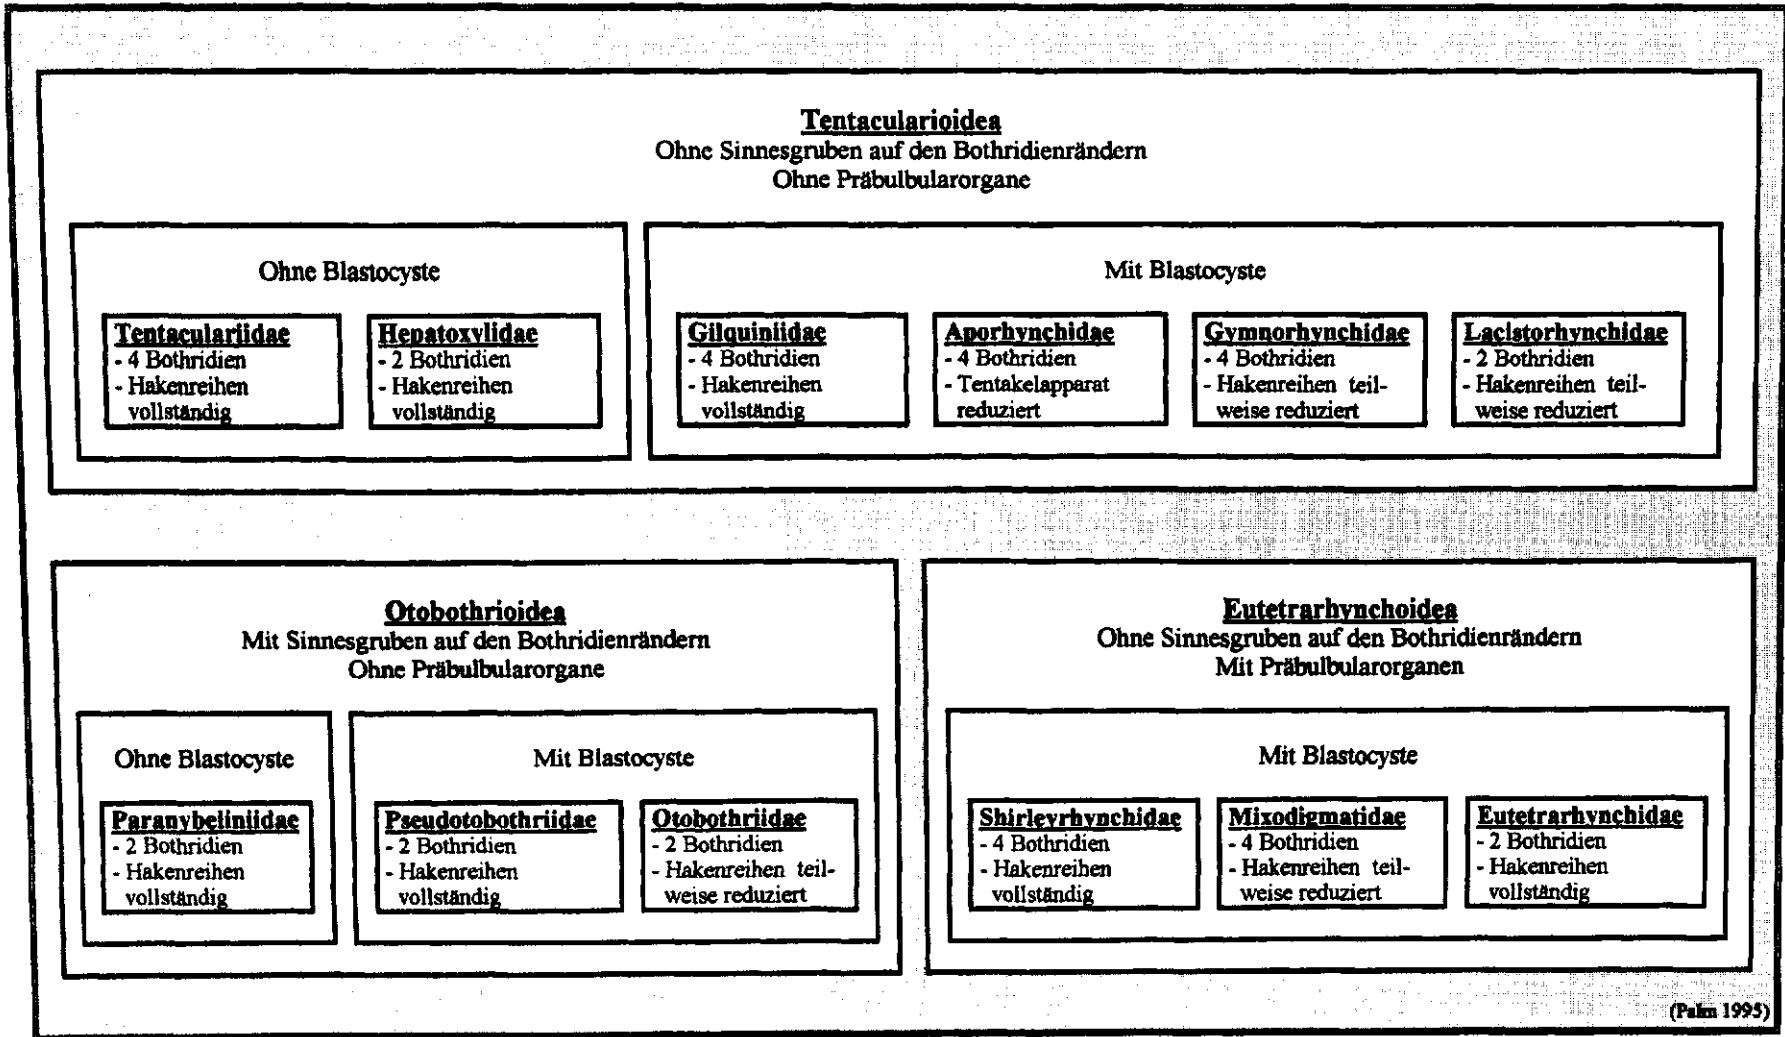 Tentacularioidea
Ohne Sinnesgruben auf den Bothridienrändern
Ohne Präbulbularorgane
Ohne Blastocyste
Tentaculariidae
- 4 Bothridien
- Hakenreihen
vollständig
Hepatoxylidae
- 2 Bothridien
- Hakenreihen
vollständig
Mit Blastocyste
Gilquiniidae
- 4 Bothridien
- Hakenreihen
vollständig
Aporhynchidae
- 4 Bothridien
- Tentakelapparat
reduziert
Gymnorhynchidae
- 4 Bothridien
- Hakenreihen teil-
weise reduziert
Lacistorhynchidae
- 2 Bothridien
- Hakenreihen teil-
weise reduziert
Otobothrioidea
Mit Sinnesgruben auf den Bothridienrändern
Ohne Präbulbularorgane
Ohne Blastocyste
Paranybeliniidae
- 2 Bothridien
- Hakenreihen
vollständig
Mit Blastocyste
Pseudotobothriidae
- 2 Bothridien
- Hakenreihen
vollständig
Otobothriidae
- 2 Bothridien
- Hakenreihen teil-
weise reduziert
Eutetrarhynchoidea
Ohne Sinnesgruben auf den Bothridienrändern
Mit Präbulbularorganen
Mit Blastocyste
Shirleyrhynchidae
- 4 Bothridien
- Hakenreihen
vollständig
Mixodigmatidae
- 4 Bothridien
- Hakenreihen teil-
weise reduziert
Eutetrarhynchidae
- 2 Bothridien
- Hakenreihen
vollständig
(Palm 1995)